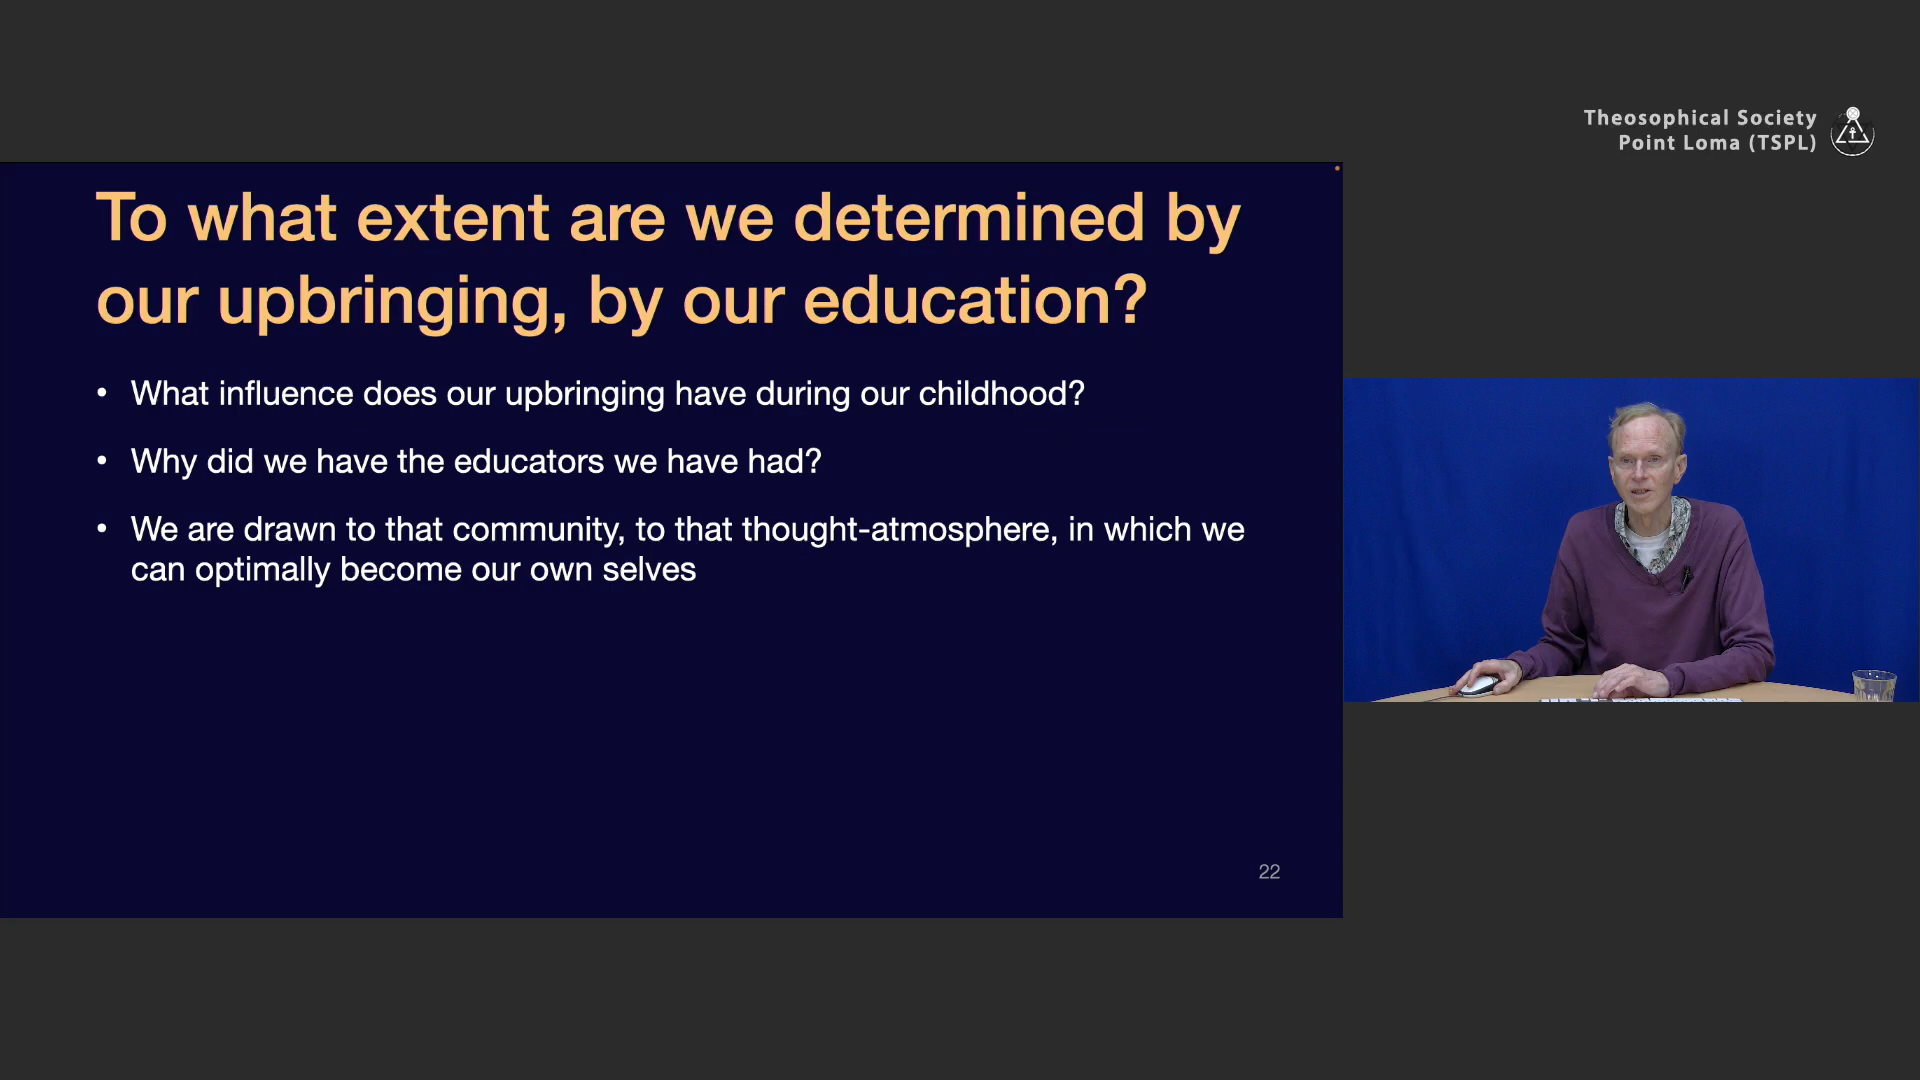 Theosophical Society
Point Loma (TSPL)
To what extent are we determined by
our upbringing, by our education?
• What influence does our upbringing have during our childhood?
• Why did we have the educators we have had?
• We are drawn to that community, to that thought-atmosphere, in which we
can optimally become our own selves
22